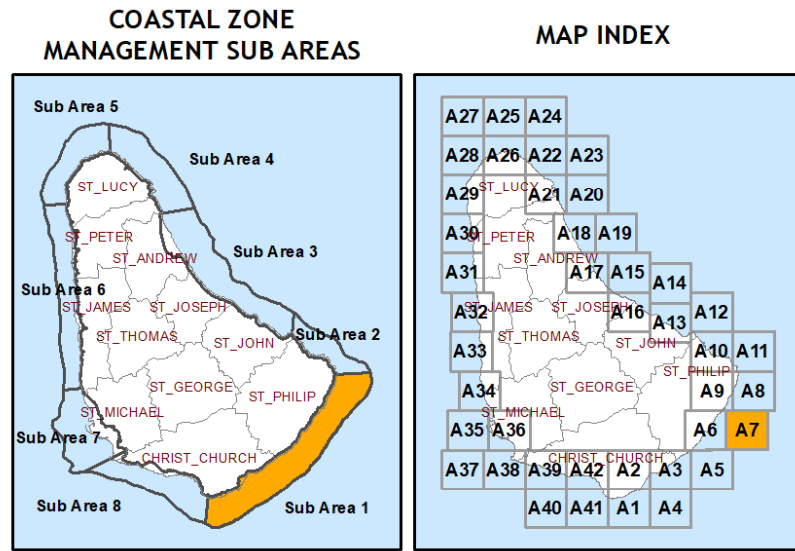 COASTAL ZONE
MANAGEMENT SUB AREAS
Sub Area 5
Sub Area 4
ST_LUCY
ST_PETER
Sub Area 3
ST_ANDREW
Sub Area 6
ST_JAMES
ST_JOSEPH
Sub Area 2
ST_THOMAS
ST_JOHN
ST_GEORGE
ST_PHILIP
ST_MICHAEL
Sub Area 7
CHRIST_CHURCH
Sub Area 8
Sub Area 1
MAP INDEX
A27 A25 A24
A28 A26 A22 A23
A29 ST_LUCY A21 A20
A30 ST_PETER A18 A19
ST_ANDREW
A31 A17 A15
A14
A32 ST_JAMES ST_JOSEPH A16 A12
A13
ST_THOMAS ST_JOHN
A33 A10 A11
ST_PHILIP
A34 ST_GEORGE A9 A8
ST_MICHAEL
A35 A36 A6 A7
CHRIST_CHURCH
A37 A38 A39 A42 A2 A3 A5
A40 A41 A1 A4